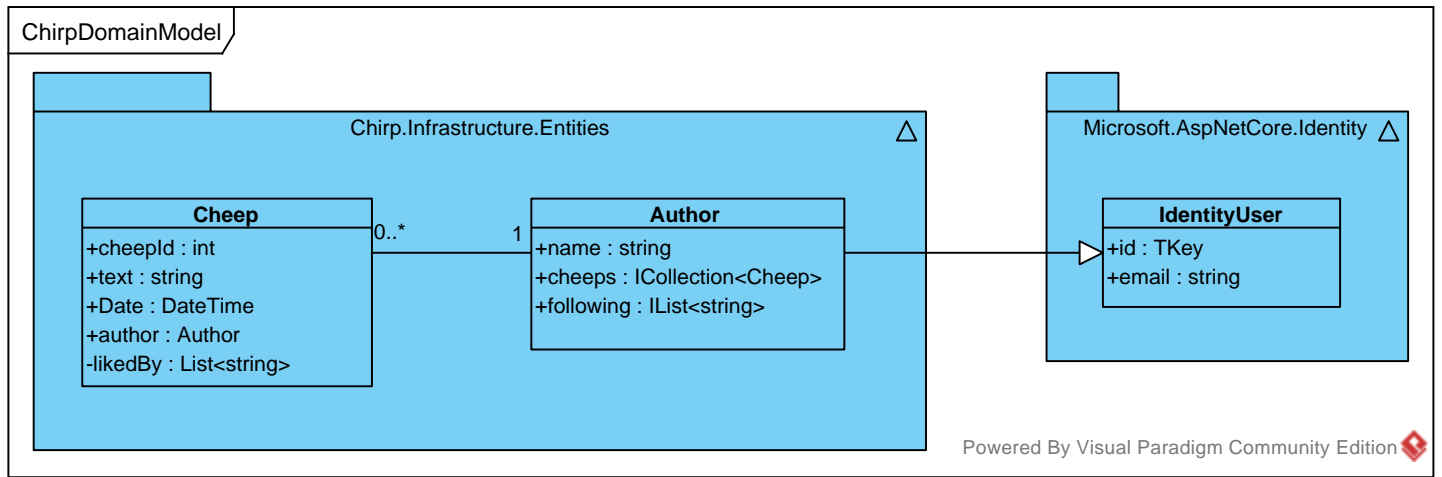 ChirpDomainModel
Chirp.Infrastructure.Entities
Cheep
+cheepId : int
+text : string
+Date : DateTime
+author : Author
-likedBy : List<string>
0..*
1
Author
+name : string
+cheeps : ICollection<Cheep>
+following : IList<string>
Microsoft.AspNetCore.Identity
IdentityUser
+id : TKey
+email : string
Powered By Visual Paradigm Community Edition